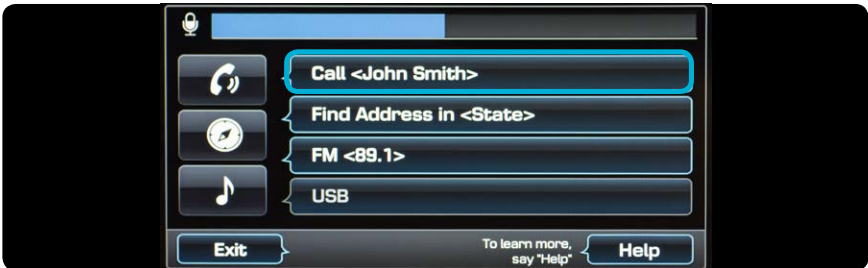 Call <John Smith>
Find Address in <State>
FM <89.1>
USB
Exit
To learn more,
say "Help"
Help